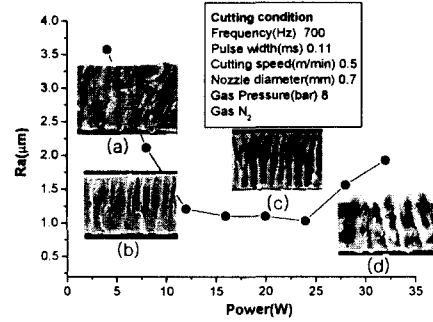 Cutting condition
Frequency(Hz) 700
Pulse width(ms) 0.11
Cutting speed(m/min) 0.5
Nozzle diameter(mm) 0.7
Gas Pressure(bar) 8
Gas N₂
4.0
3.5
3.0
2.5
2.0
1.5
1.0
0.5
Ra(μm)
(a)
(b)
(c)
(d)
0 5 10 15 20 25 30 35
Power(W)